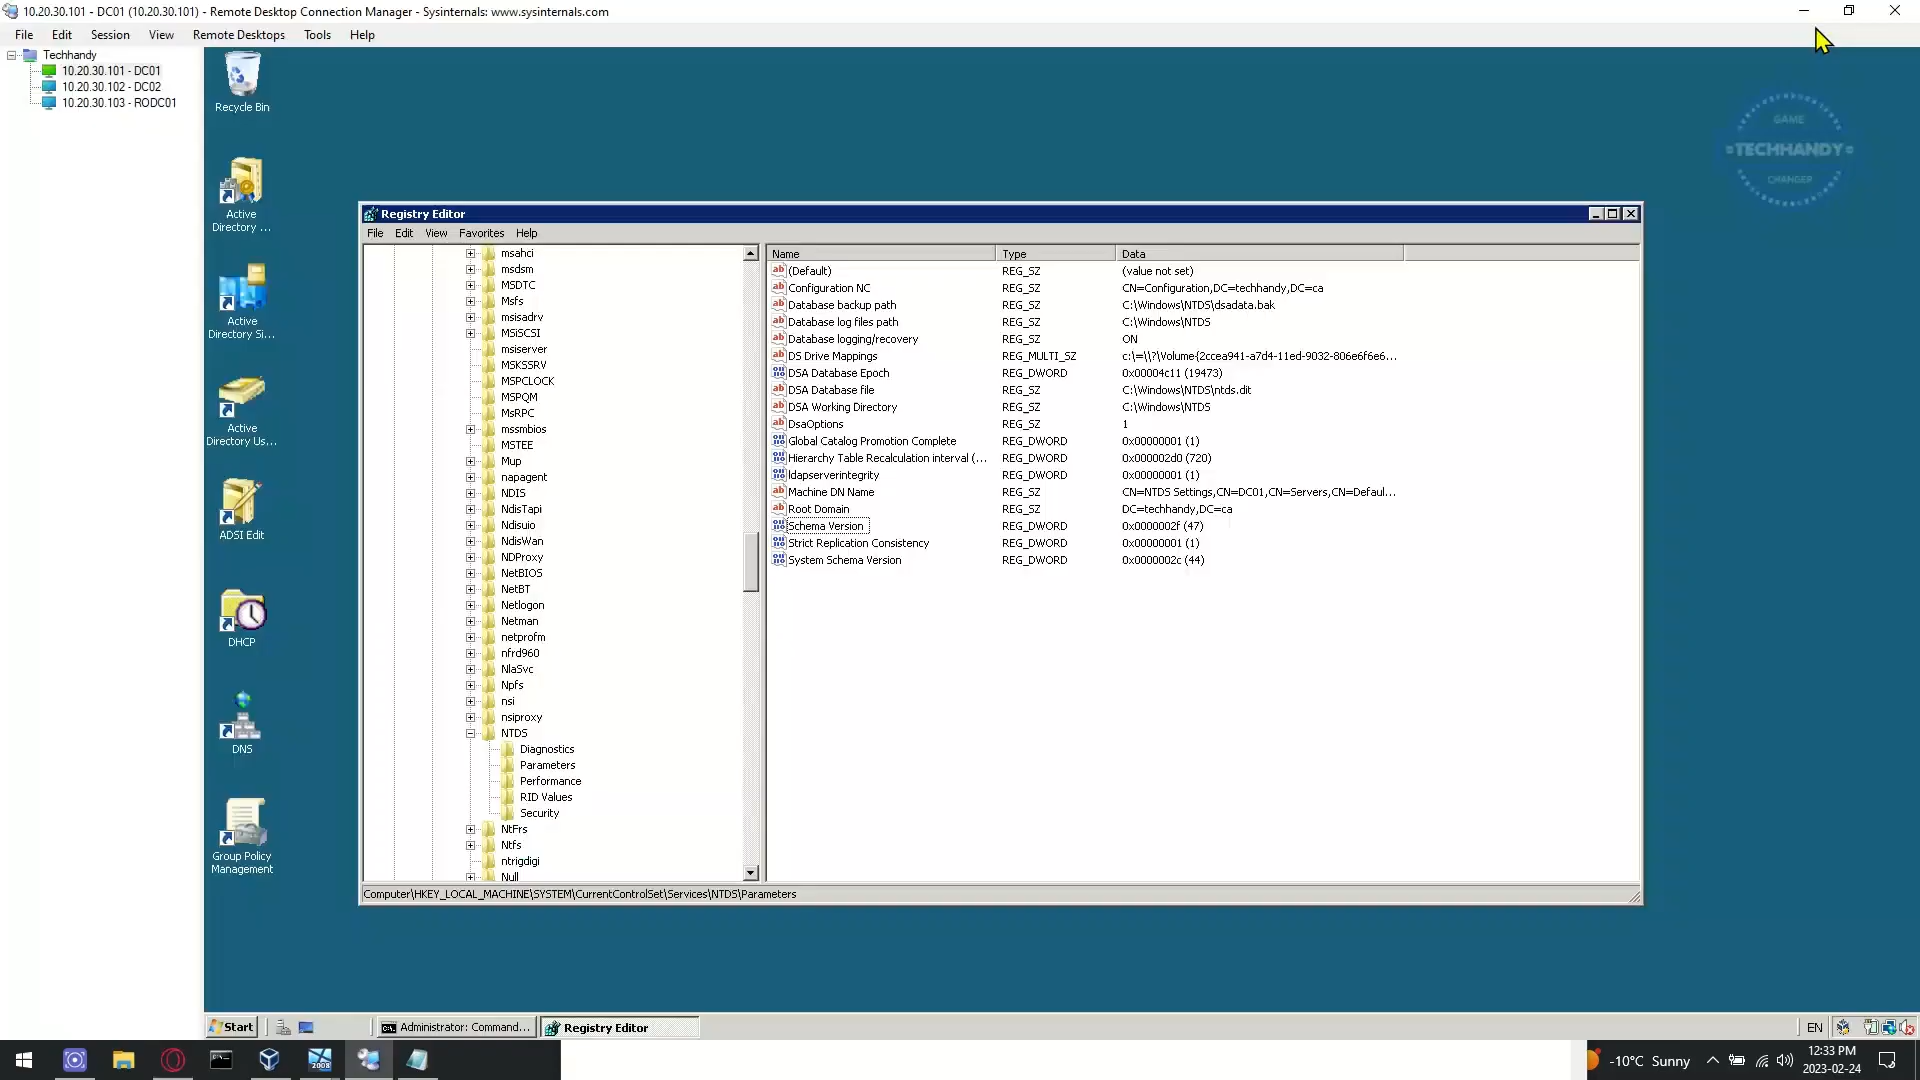 10.20.30.101 - DC01 (10.20.30.101) - Remote Desktop Connection Manager - Sysinternals: www.sysinternals.com
File Edit Session View Remote Desktops Tools Help
Techhandy
10.20.30.101 - DC01
10.20.30.102 - DC02
10.20.30.103 - RODC01
Recycle Bin
Active
Directory ...
Active
Directory Si...
Active
Directory Us...
ADSI Edit
DHCP
DNS
Group Policy
Management
GAME
TECHHANDY
CHANGER
Registry Editor
File Edit View Favorites Help
msahci
msdsm
MSDTC
Msfs
msisadrv
MSiSCSI
msiserver
MSKSSRV
MSPCLOCK
MSPQM
MsRPC
mssmbios
MSTEE
Mup
napagent
NDIS
NdisTapi
Ndisuio
NdisWan
NDProxy
NetBIOS
NetBT
Netlogon
Netman
netprofm
nfrd960
NlaSvc
Npfs
nsi
nsiproxy
NTDS
Diagnostics
Parameters
Performance
RID Values
Security
NtFrs
Ntfs
ntrigdigi
Null
Name Type Data
(Default) REG_SZ (value not set)
Configuration NC REG_SZ CN=Configuration,DC=techhandy,DC=ca
Database backup path REG_SZ C:\Windows\NTDS\dsadata.bak
Database log files path REG_SZ C:\Windows\NTDS
Database logging/recovery REG_SZ ON
DS Drive Mappings REG_MULTI_SZ c:\=\\?\Volume{2ccea941-a7d4-11ed-9032-806e6f6e6...
DSA Database Epoch REG_DWORD 0x00004c11 (19473)
DSA Database file REG_SZ C:\Windows\NTDS\ntds.dit
DSA Working Directory REG_SZ C:\Windows\NTDS
DsaOptions REG_SZ 1
Global Catalog Promotion Complete REG_DWORD 0x00000001 (1)
Hierarchy Table Recalculation interval (... REG_DWORD 0x000002d0 (720)
ldapserverintegrity REG_DWORD 0x00000001 (1)
Machine DN Name REG_SZ CN=NTDS Settings,CN=DC01,CN=Servers,CN=Defaul...
Root Domain REG_SZ DC=techhandy,DC=ca
Schema Version REG_DWORD 0x0000002f (47)
Strict Replication Consistency REG_DWORD 0x00000001 (1)
System Schema Version REG_DWORD 0x0000002c (44)
Computer\HKEY_LOCAL_MACHINE\SYSTEM\CurrentControlSet\Services\NTDS\Parameters
Start Administrator: Command... Registry Editor EN
2008
-10°C Sunny
12:33 PM
2023-02-24